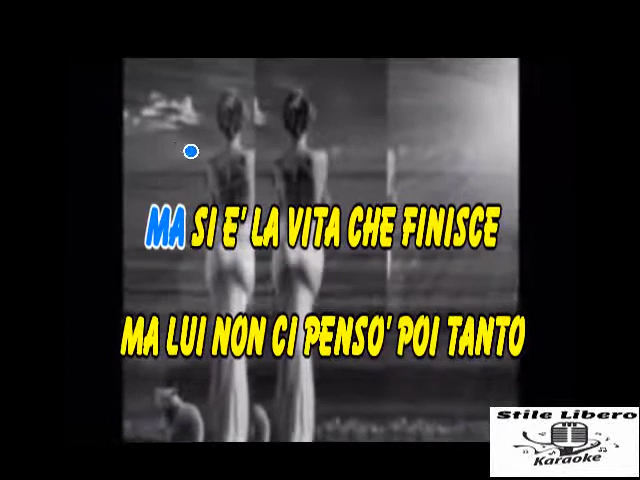 MA SI E' LA VITA CHE FINISCE
MA LUI NON CI PENSO' POI TANTO
Stile Libero
Karaoke